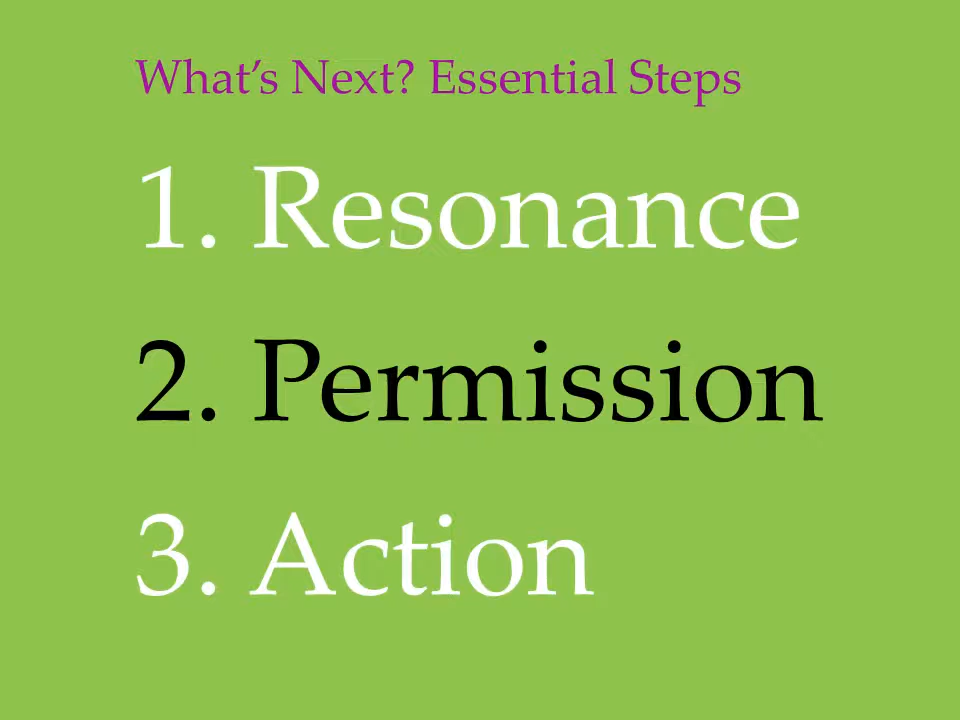 What’s Next? Essential Steps
1. Resonance
2. Permission
3. Action